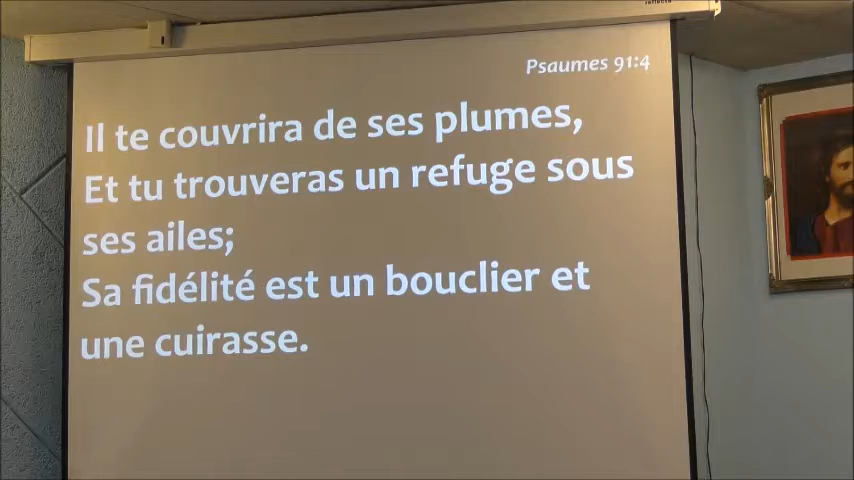 reflecta
Psaumes 91:4
Il te couvrira de ses plumes,
Et tu trouveras un refuge sous
ses ailes;
Sa fidélité est un bouclier et
une cuirasse.